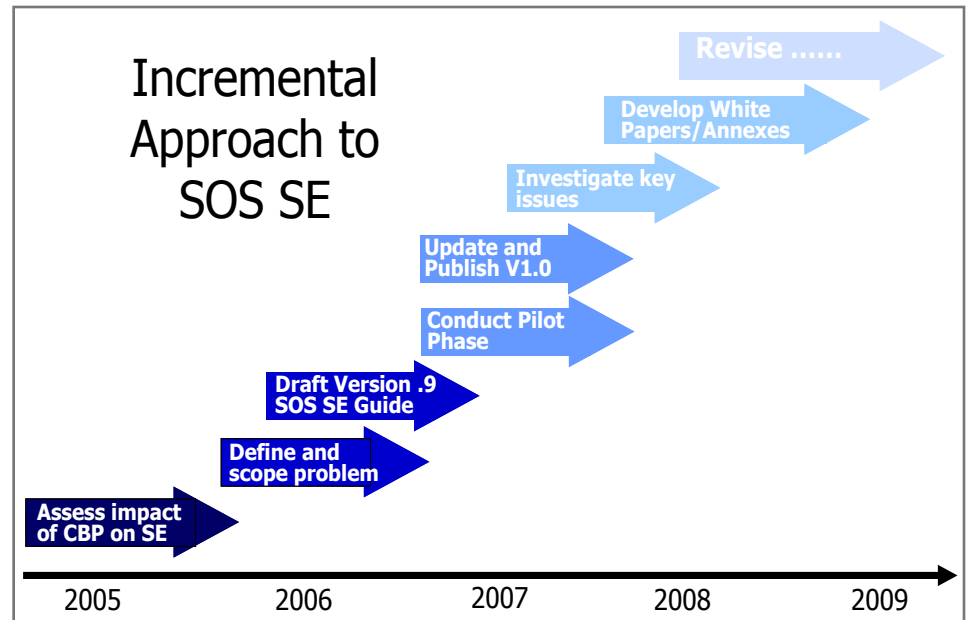 Incremental
Approach to
SOS SE
Revise ......
Develop White
Papers/Annexes
Investigate key
issues
Update and
Publish V1.0
Conduct Pilot
Phase
Draft Version .9
SOS SE Guide
Define and
scope problem
Assess impact
of CBP on SE
2005 2006 2007 2008 2009